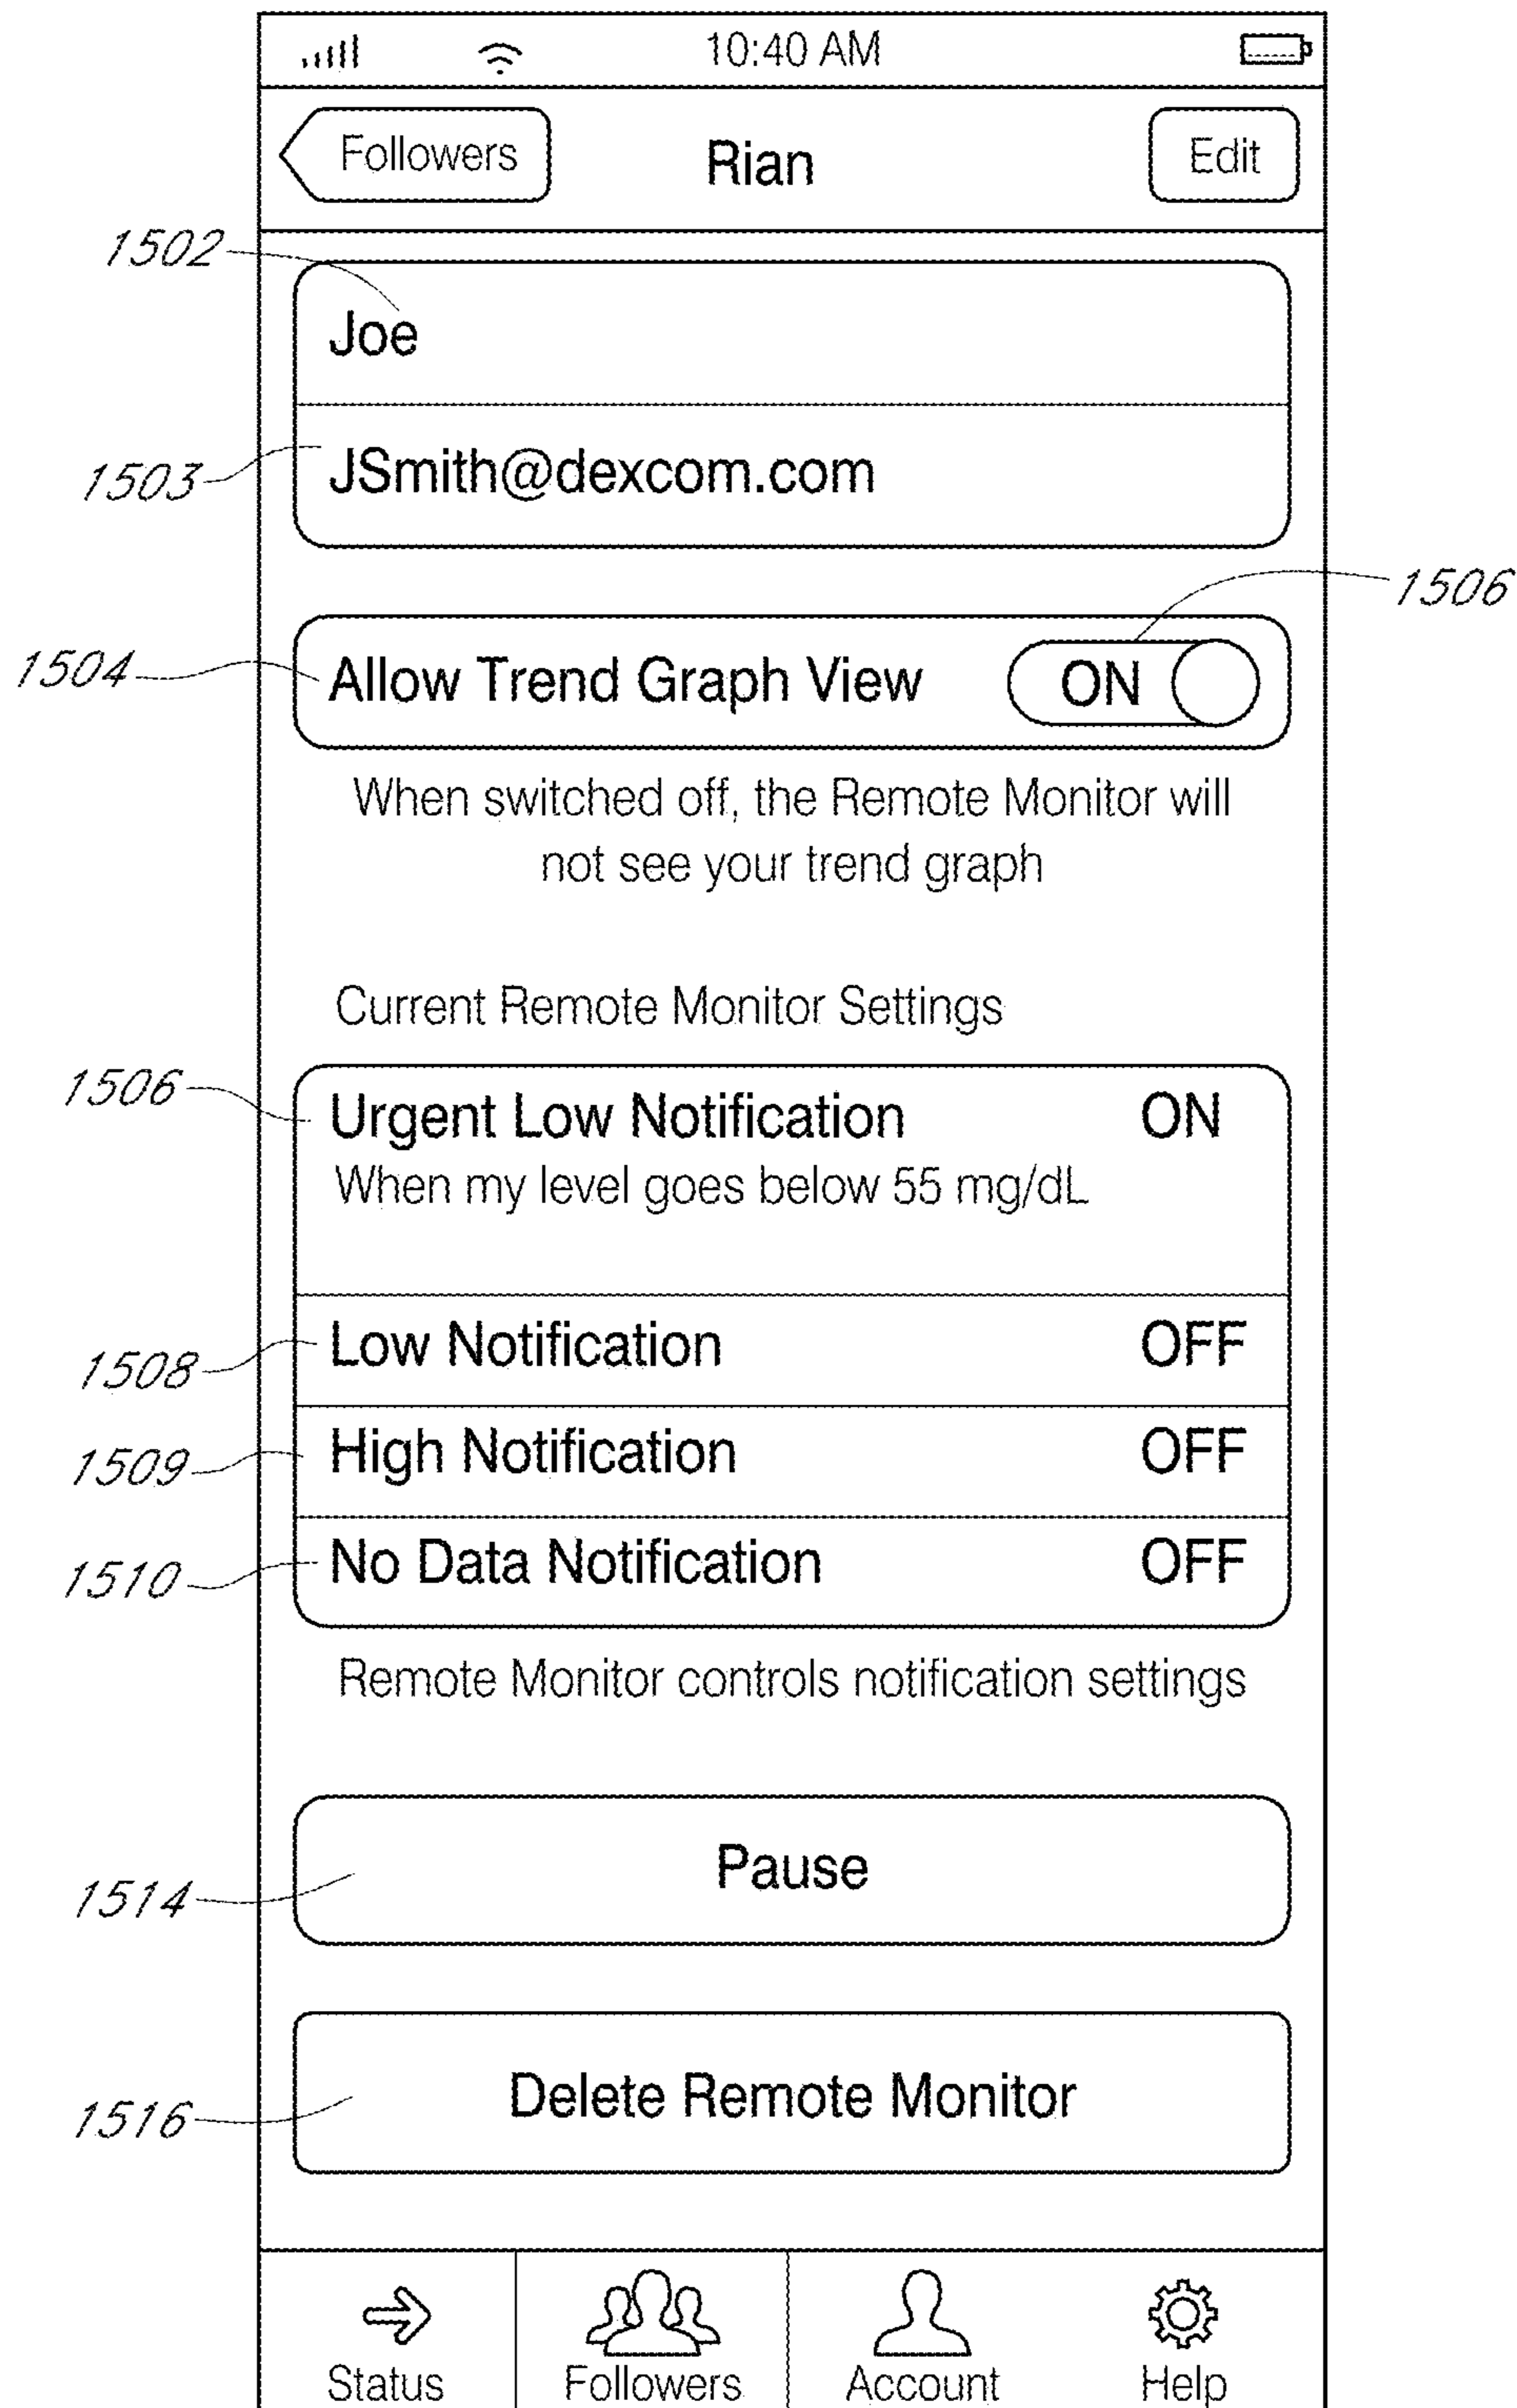 10:40 AM
Followers Rian Edit
1502
Joe
1503 JSmith@dexcom.com
1506
1504 Allow Trend Graph View ON
When switched off, the Remote Monitor will
not see your trend graph
Current Remote Monitor Settings
1506 Urgent Low Notification ON
When my level goes below 55 mg/dL
1508 Low Notification OFF
1509 High Notification OFF
1510 No Data Notification OFF
Remote Monitor controls notification settings
1514 Pause
1516 Delete Remote Monitor
Status Followers Account Help